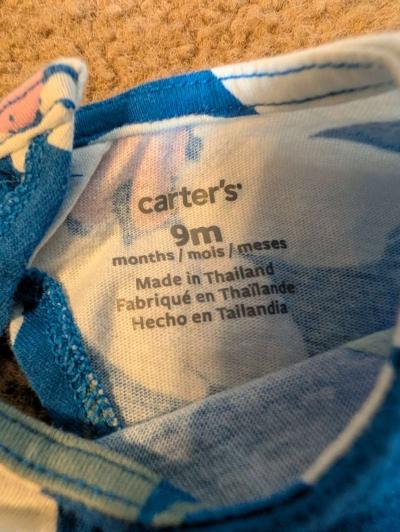 carter's
9m
months / mois / meses
Made in Thailand
Fabriqué en Thaïlande
Hecho en Tailandia